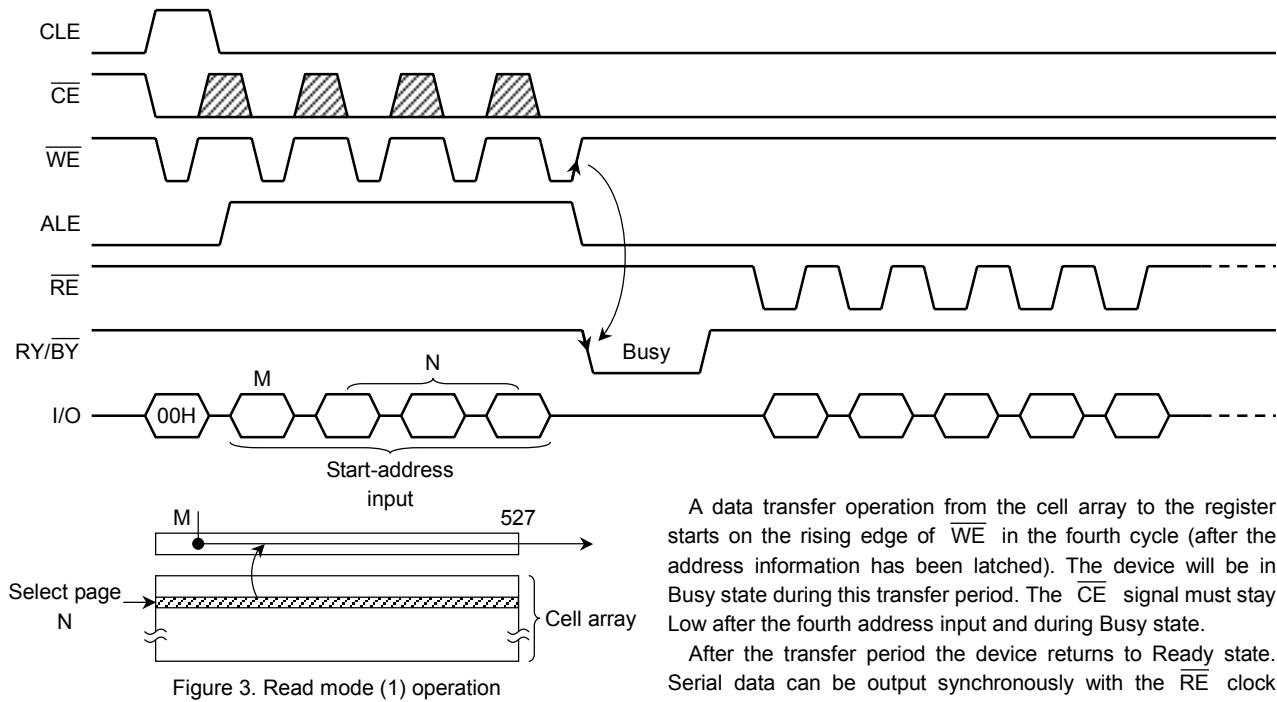 CLE
CE
WE
ALE
RE
RY/BY
Busy
M
N
I/O
00H
Start-address
input
M
527
Select page
N
Cell array
Figure 3. Read mode (1) operation
A data transfer operation from the cell array to the register
starts on the rising edge of WE in the fourth cycle (after the
address information has been latched). The device will be in
Busy state during this transfer period. The CE signal must stay
Low after the fourth address input and during Busy state.
After the transfer period the device returns to Ready state.
Serial data can be output synchronously with the RE clock